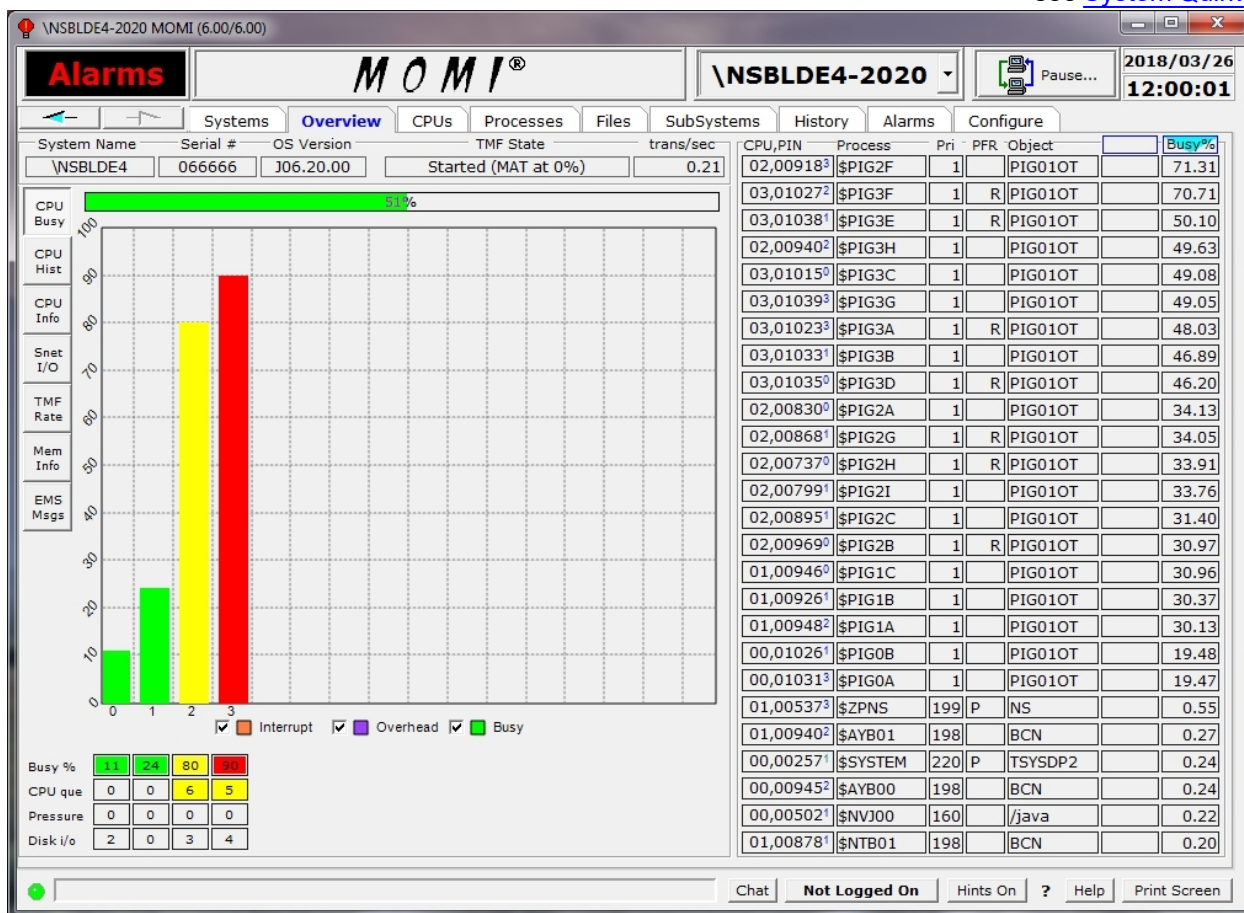 \NSBLDE4-2020 MOMI (6.00/6.00)
Alarms
MOMI®
\NSBLDE4-2020
Pause...
2018/03/26
12:00:01
Systems Overview CPUs Processes Files SubSystems History Alarms Configure
System Name Serial # OS Version TMF State trans/sec
\NSBLDE4 066666 J06.20.00 Started (MAT at 0%) 0.21
CPU Busy
CPU Hist
CPU Info
Snet I/O
TMF Rate
Mem Info
EMS Msgs
51%
100
90
80
70
60
50
40
30
20
10
0
0 1 2 3
Interrupt Overhead Busy
Busy % 11 24 80 90
CPU que 0 0 6 5
Pressure 0 0 0 0
Disk i/o 2 0 3 4
CPU,PIN Process Pri PFR Object Busy%
02,00918³ $PIG2F 1 PIG01OT 71.31
03,01027² $PIG3F 1 R PIG01OT 70.71
03,01038¹ $PIG3E 1 R PIG01OT 50.10
02,00940² $PIG3H 1 PIG01OT 49.63
03,01015⁰ $PIG3C 1 PIG01OT 49.08
03,01039³ $PIG3G 1 PIG01OT 49.05
03,01023³ $PIG3A 1 R PIG01OT 48.03
03,01033¹ $PIG3B 1 PIG01OT 46.89
03,01035⁰ $PIG3D 1 R PIG01OT 46.20
02,00830⁰ $PIG2A 1 PIG01OT 34.13
02,00868¹ $PIG2G 1 R PIG01OT 34.05
02,00737⁰ $PIG2H 1 R PIG01OT 33.91
02,00799¹ $PIG2I 1 PIG01OT 33.76
02,00895¹ $PIG2C 1 PIG01OT 31.40
02,00969⁰ $PIG2B 1 R PIG01OT 30.97
01,00946⁰ $PIG1C 1 PIG01OT 30.96
01,00926¹ $PIG1B 1 PIG01OT 30.37
01,00948² $PIG1A 1 PIG01OT 30.13
00,01026¹ $PIG0B 1 PIG01OT 19.48
00,01031³ $PIG0A 1 PIG01OT 19.47
01,00537³ $ZPNS 199 P NS 0.55
01,00940² $AYB01 198 BCN 0.27
00,00257¹ $SYSTEM 220 P TSYSDP2 0.24
00,00945² $AYB00 198 BCN 0.24
00,00502¹ $NVJ00 160 /java 0.22
01,00878¹ $NTB01 198 BCN 0.20
Chat Not Logged On Hints On ? Help Print Screen